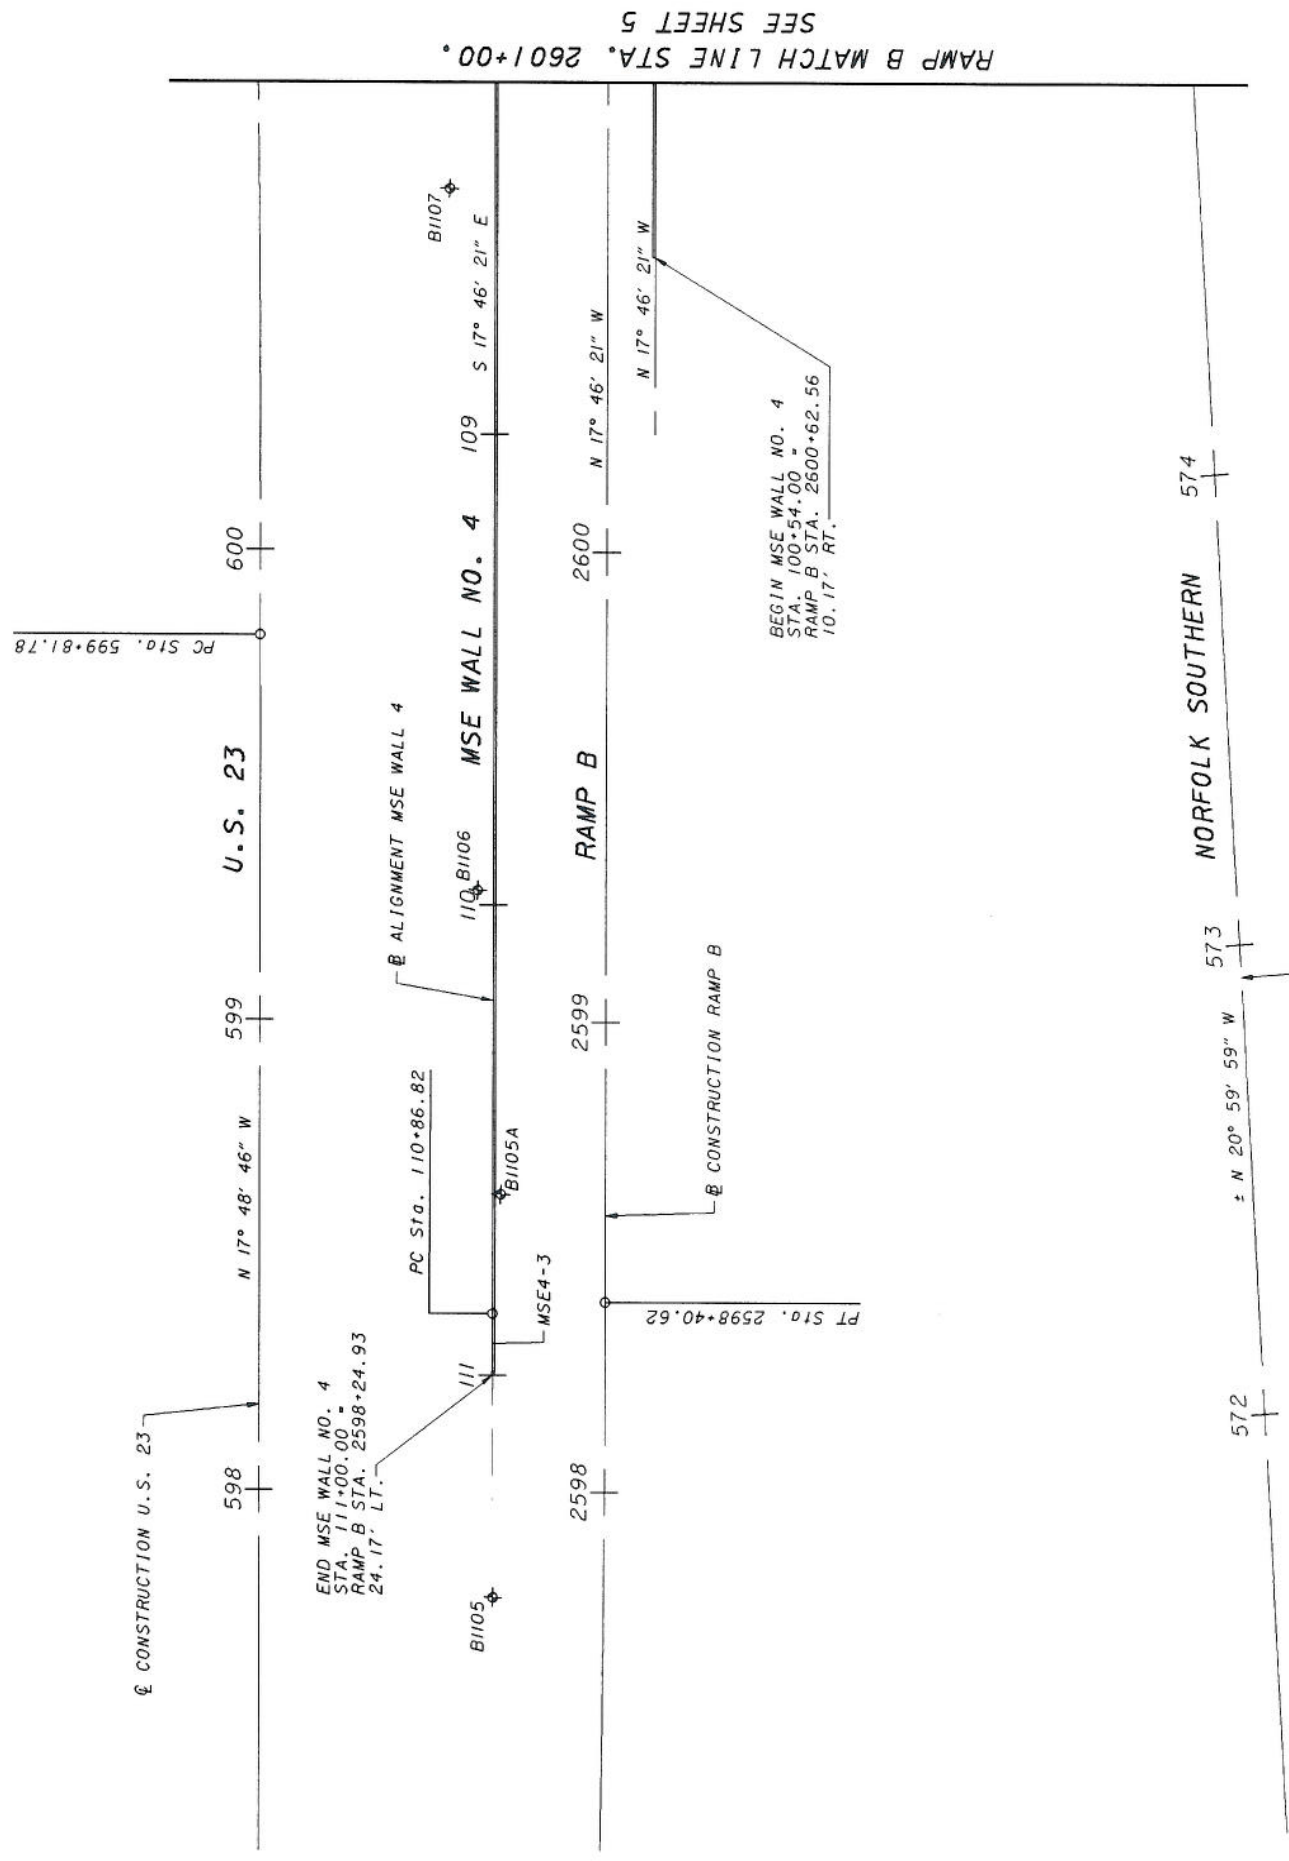 RAMP B MATCH LINE STA. 2601+00.
SEE SHEET 5
PC Sta. 599+81.78
℄ CONSTRUCTION U.S. 23
598
N 17° 48' 46" W
599
U.S. 23
600
END MSE WALL NO. 4
STA. 111+00.00 =
RAMP B STA. 2598+24.93
24.17' LT.
PC Sta. 110+86.82
B ALIGNMENT MSE WALL 4
B1105
111
MSE4-3
B1105A
110
B1106
MSE WALL NO. 4
109
S 17° 46' 21" E
B1107
2598
PT Sta. 2598+40.62
B CONSTRUCTION RAMP B
2599
RAMP B
2600
N 17° 46' 21" W
N 17° 46' 21" W
BEGIN MSE WALL NO. 4
STA. 100+54.00 =
RAMP B STA. 2600+62.56
10.17' RT.
572
± N 20° 59' 59" W
573
NORFOLK SOUTHERN
574